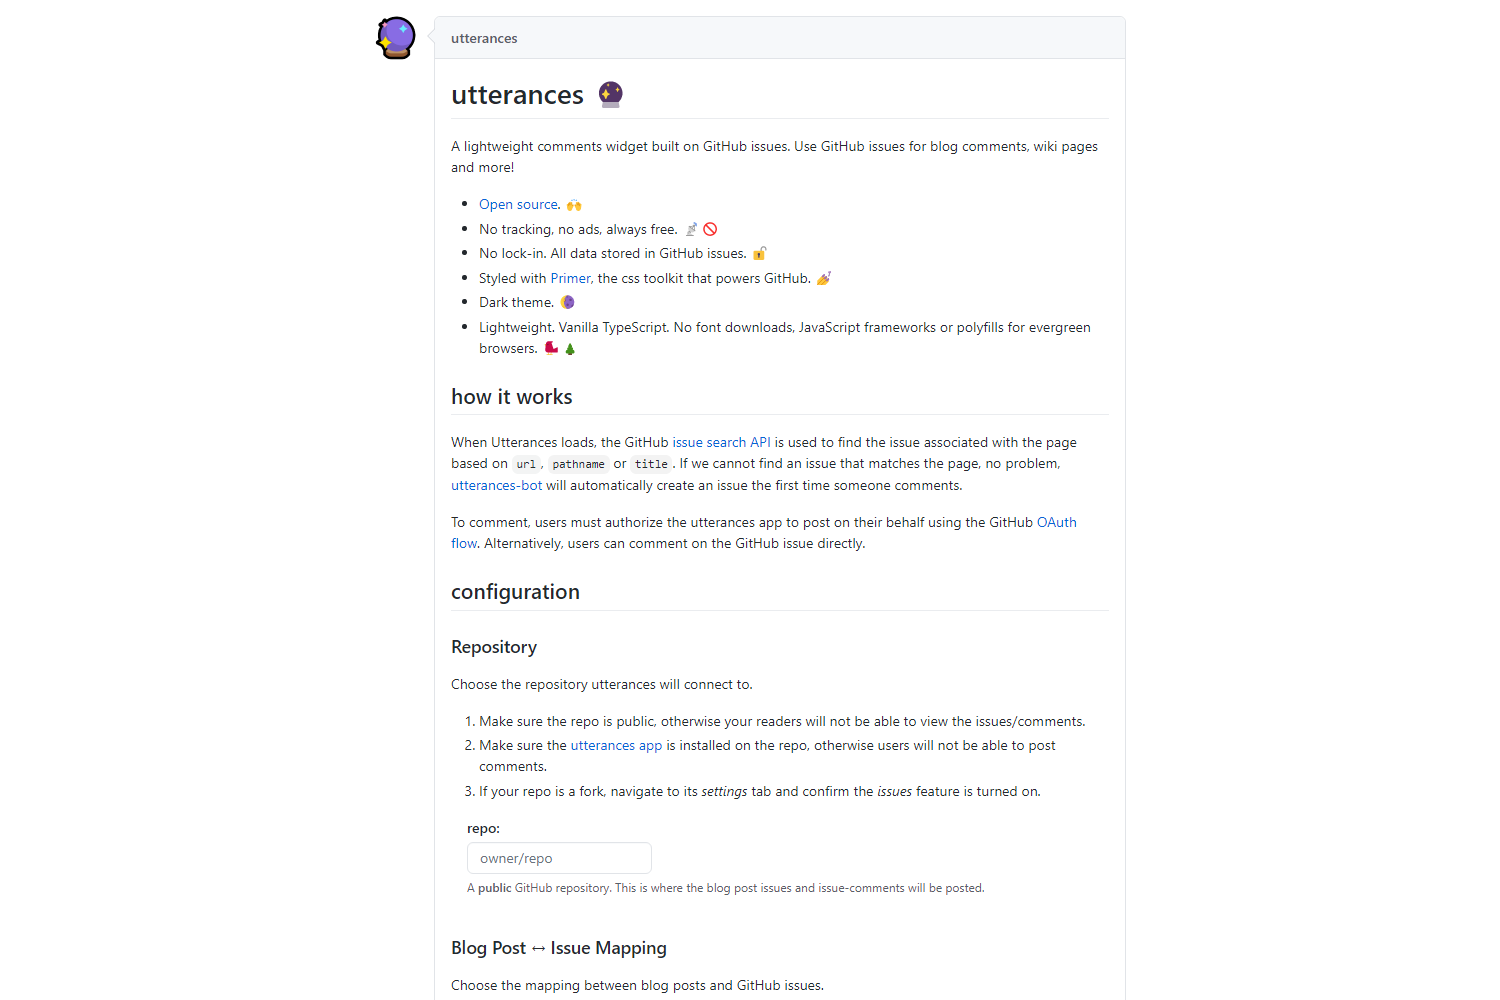 utterances
utterances 🔮
A lightweight comments widget built on GitHub issues. Use GitHub issues for blog comments, wiki pages
and more!
• Open source. 🙌
• No tracking, no ads, always free. 📡🚫
• No lock-in. All data stored in GitHub issues. 🔓
• Styled with Primer, the css toolkit that powers GitHub. 💅
• Dark theme. 🌘
• Lightweight. Vanilla TypeScript. No font downloads, JavaScript frameworks or polyfills for evergreen
browsers. 🐦🌲
how it works
When Utterances loads, the GitHub issue search API is used to find the issue associated with the page
based on url, pathname or title. If we cannot find an issue that matches the page, no problem,
utterances-bot will automatically create an issue the first time someone comments.
To comment, users must authorize the utterances app to post on their behalf using the GitHub OAuth
flow. Alternatively, users can comment on the GitHub issue directly.
configuration
Repository
Choose the repository utterances will connect to.
1. Make sure the repo is public, otherwise your readers will not be able to view the issues/comments.
2. Make sure the utterances app is installed on the repo, otherwise users will not be able to post
comments.
3. If your repo is a fork, navigate to its settings tab and confirm the issues feature is turned on.
repo:
owner/repo
A public GitHub repository. This is where the blog post issues and issue-comments will be posted.
Blog Post ↔ Issue Mapping
Choose the mapping between blog posts and GitHub issues.